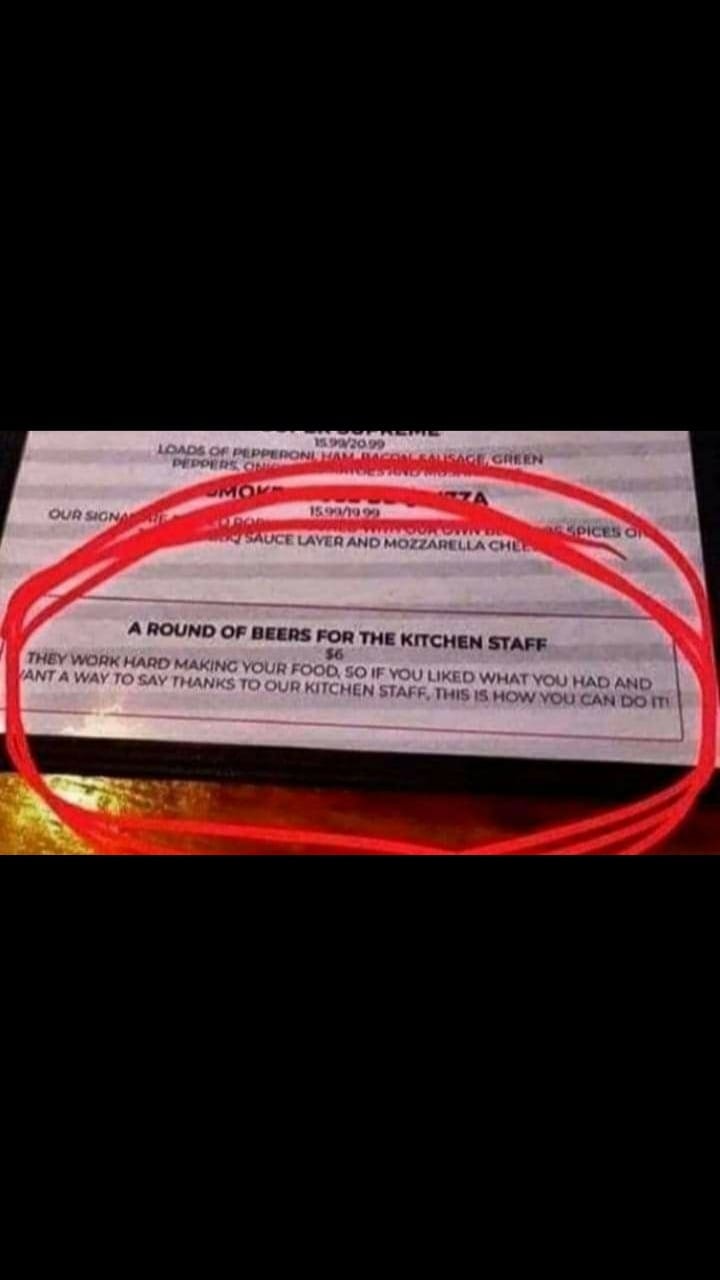 15.99/20.99
LOADS OF PEPPERONI, HAM, BACON, SAUSAGE, GREEN
PEPPERS,
15.99/19.99
OUR SPICES
SAUCE LAYER AND MOZZARELLA
A ROUND OF BEERS FOR THE KITCHEN STAFF
$6
THEY WORK HARD MAKING YOUR FOOD, SO IF YOU LIKED WHAT YOU HAD AND
ANT A WAY TO SAY THANKS TO OUR KITCHEN STAFF, THIS IS HOW YOU CAN DO IT!